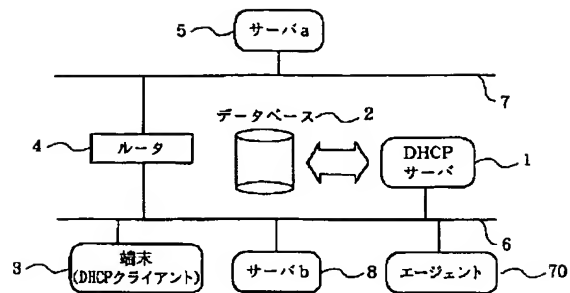 5
サーバa
7
データベース
2
4
ルータ
DHCP
サーバ
1
6
3
端末
(DHCPクライアント)
サーバb
8
エージェント
70